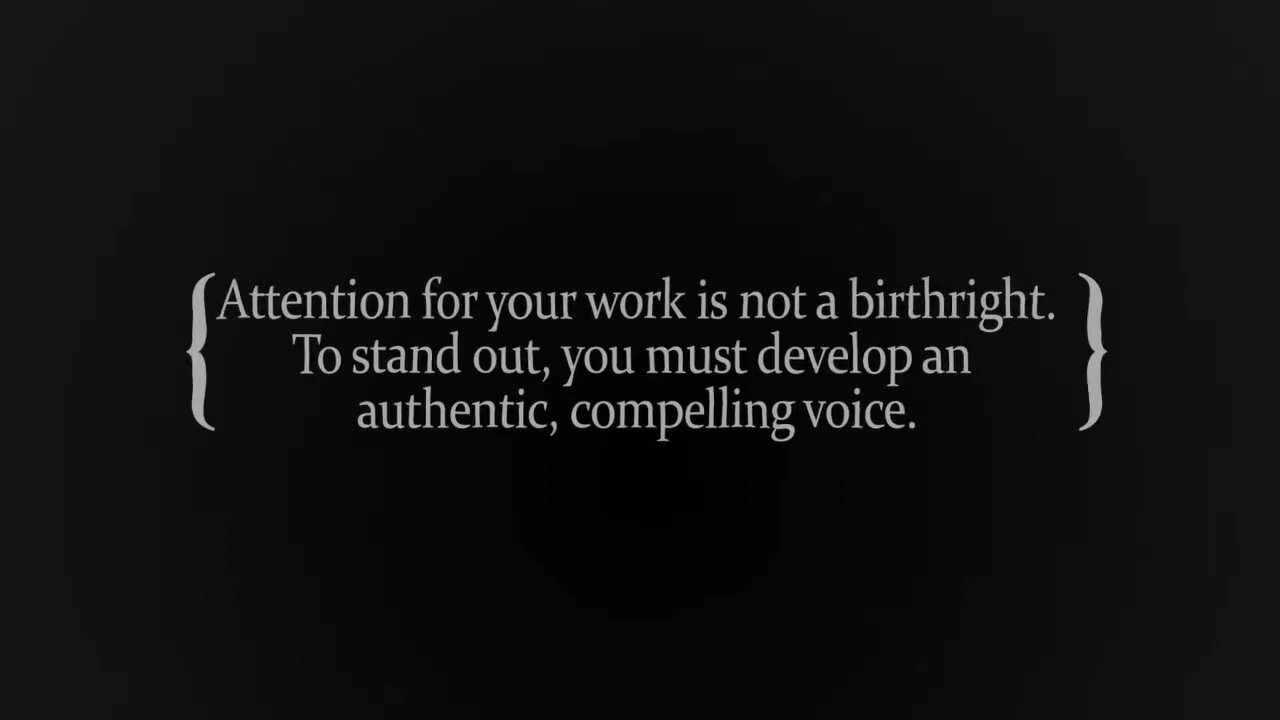 {Attention for your work is not a birthright.
To stand out, you must develop an
authentic, compelling voice.}